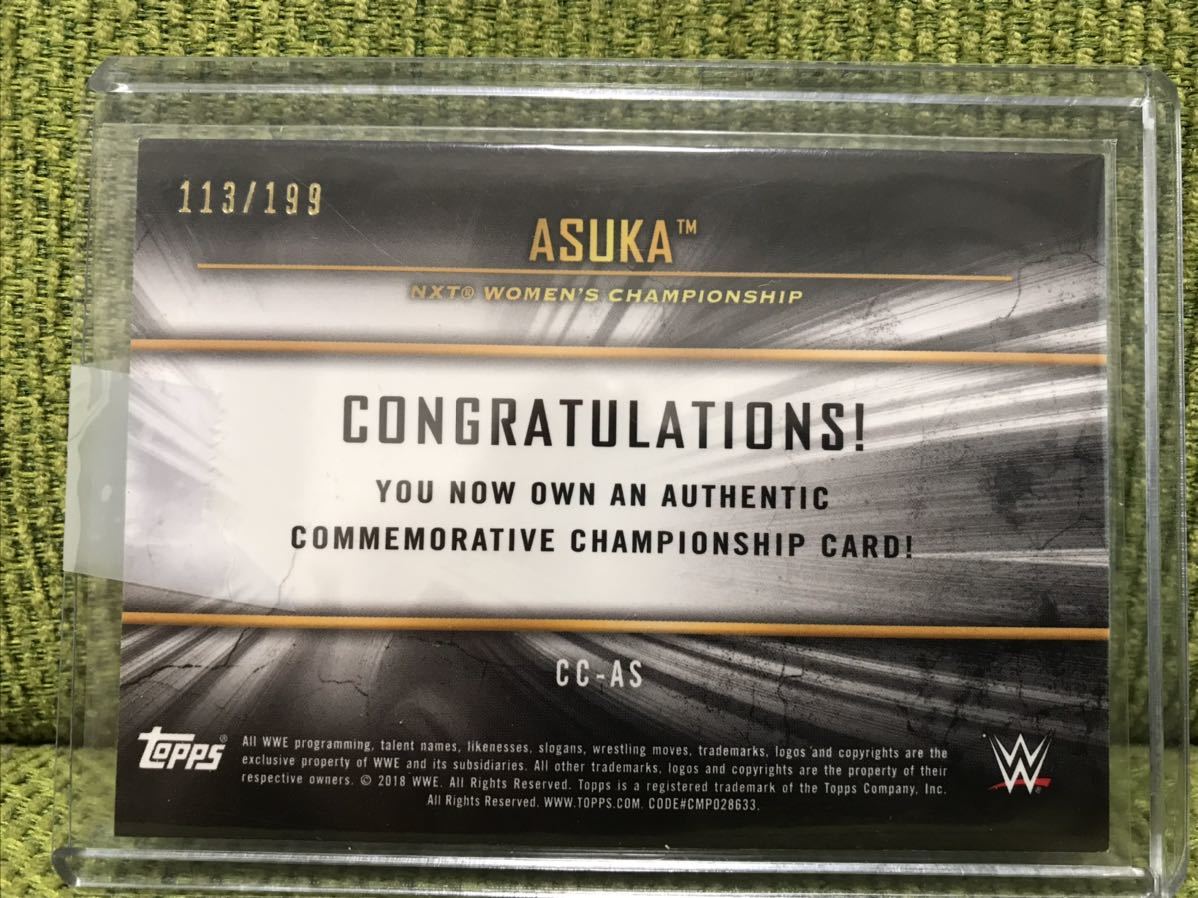 113/199
ASUKA™
NXT® WOMEN'S CHAMPIONSHIP
CONGRATULATIONS!
YOU NOW OWN AN AUTHENTIC
COMMEMORATIVE CHAMPIONSHIP CARD!
CC-AS
Topps®
All WWE programming, talent names, likenesses, slogans, wrestling moves, trademarks, logos and copyrights are the
exclusive property of WWE and its subsidiaries. All other trademarks, logos and copyrights are the property of their
respective owners. © 2018 WWE. All Rights Reserved. Topps is a registered trademark of the Topps Company, Inc.
All Rights Reserved. WWW.TOPPS.COM. CODE#CMP028633.
W®